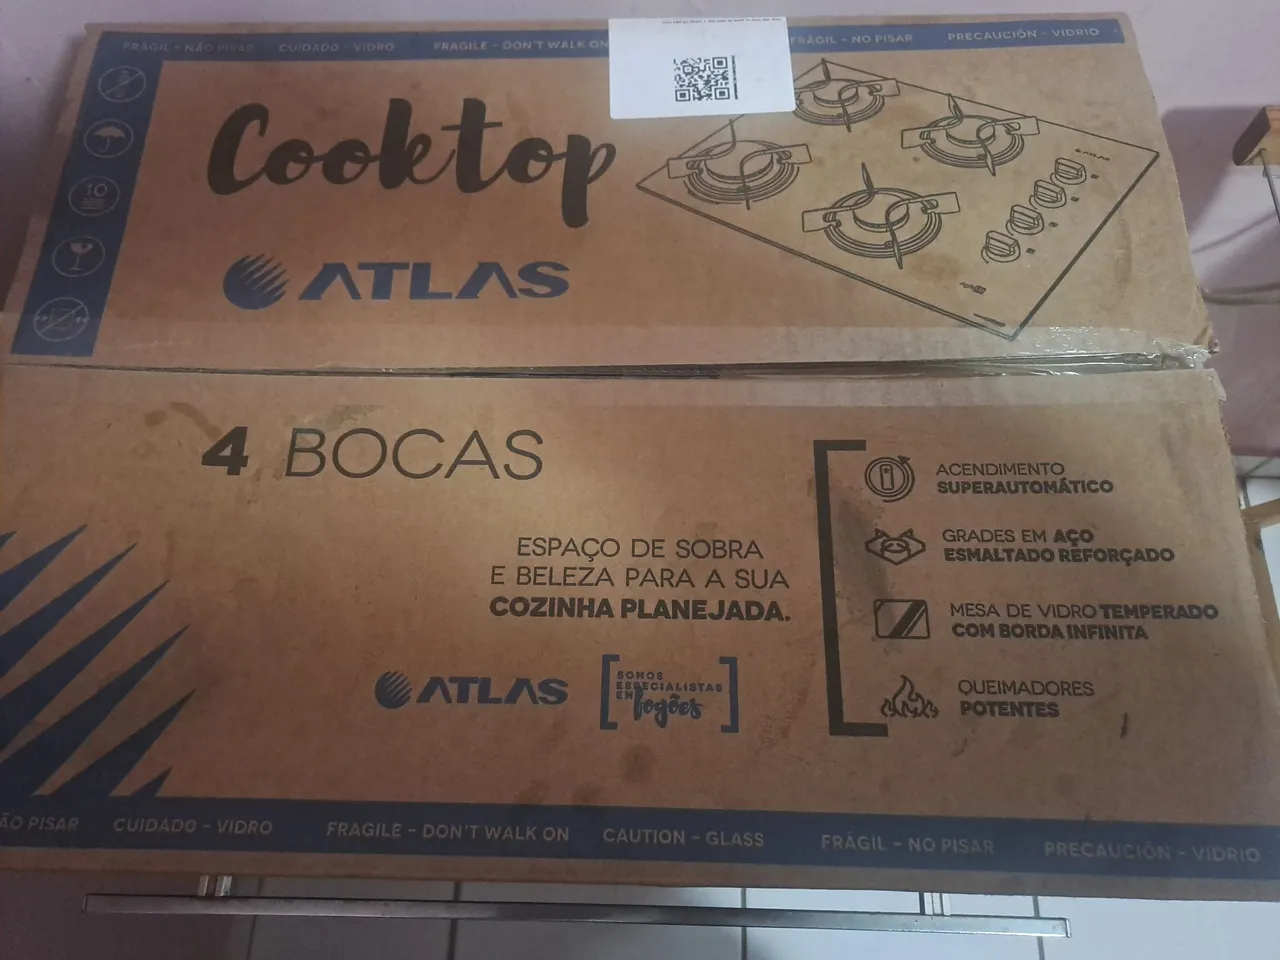 FRÁGIL - NÃO PISAR CUIDADO - VIDRO FRAGILE - DON'T WALK ON FRÁGIL - NO PISAR PRECAUCIÓN - VIDRIO
10
Cooktop
ATLAS
ATLAS
4 BOCAS
ESPAÇO DE SOBRA
E BELEZA PARA A SUA
COZINHA PLANEJADA.
ATLAS
SOMOS
ESPECIALISTAS
EM fogões
ACENDIMENTO
SUPERAUTOMÁTICO
GRADES EM AÇO
ESMALTADO REFORÇADO
MESA DE VIDRO TEMPERADO
COM BORDA INFINITA
QUEIMADORES
POTENTES
NÃO PISAR CUIDADO - VIDRO FRAGILE - DON'T WALK ON CAUTION - GLASS FRÁGIL - NO PISAR PRECAUCIÓN - VIDRIO